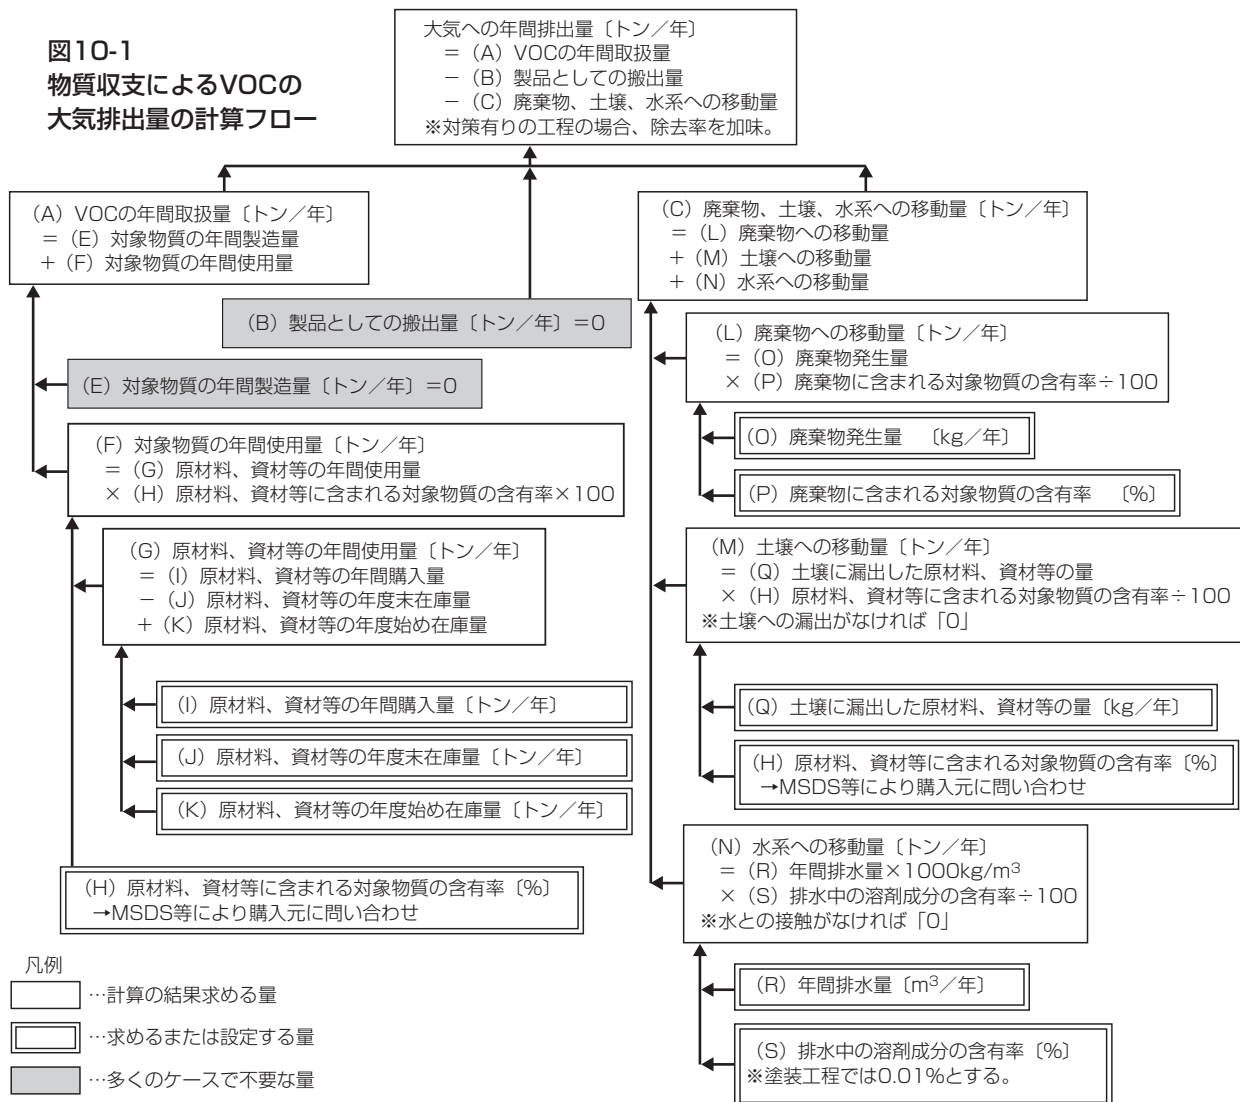 図10-1
物質収支によるVOCの
大気排出量の計算フロー
大気への年間排出量〔トン／年〕
＝（A）VOCの年間取扱量
－（B）製品としての搬出量
－（C）廃棄物、土壌、水系への移動量
※対策有りの工程の場合、除去率を加味。
（A）VOCの年間取扱量〔トン／年〕
＝（E）対象物質の年間製造量
＋（F）対象物質の年間使用量
（B）製品としての搬出量〔トン／年〕＝0
（E）対象物質の年間製造量〔トン／年〕＝0
（F）対象物質の年間使用量〔トン／年〕
＝（G）原材料、資材等の年間使用量
×（H）原材料、資材等に含まれる対象物質の含有率×100
（G）原材料、資材等の年間使用量〔トン／年〕
＝（I）原材料、資材等の年間購入量
－（J）原材料、資材等の年度末在庫量
＋（K）原材料、資材等の年度始め在庫量
（I）原材料、資材等の年間購入量〔トン／年〕
（J）原材料、資材等の年度末在庫量〔トン／年〕
（K）原材料、資材等の年度始め在庫量〔トン／年〕
（H）原材料、資材等に含まれる対象物質の含有率〔%〕
→MSDS等により購入元に問い合わせ
（C）廃棄物、土壌、水系への移動量〔トン／年〕
＝（L）廃棄物への移動量
＋（M）土壌への移動量
＋（N）水系への移動量
（L）廃棄物への移動量〔トン／年〕
＝（O）廃棄物発生量
×（P）廃棄物に含まれる対象物質の含有率÷100
（O）廃棄物発生量　〔kg／年〕
（P）廃棄物に含まれる対象物質の含有率　〔%〕
（M）土壌への移動量〔トン／年〕
＝（Q）土壌に漏出した原材料、資材等の量
×（H）原材料、資材等に含まれる対象物質の含有率÷100
※土壌への漏出がなければ「0」
（Q）土壌に漏出した原材料、資材等の量〔kg／年〕
（H）原材料、資材等に含まれる対象物質の含有率〔%〕
→MSDS等により購入元に問い合わせ
（N）水系への移動量〔トン／年〕
＝（R）年間排水量×1000kg/m³
×（S）排水中の溶剤成分の含有率÷100
※水との接触がなければ「0」
（R）年間排水量〔m³／年〕
（S）排水中の溶剤成分の含有率〔%〕
※塗装工程では0.01%とする。
凡例
…計算の結果求める量
…求めるまたは設定する量
…多くのケースで不要な量